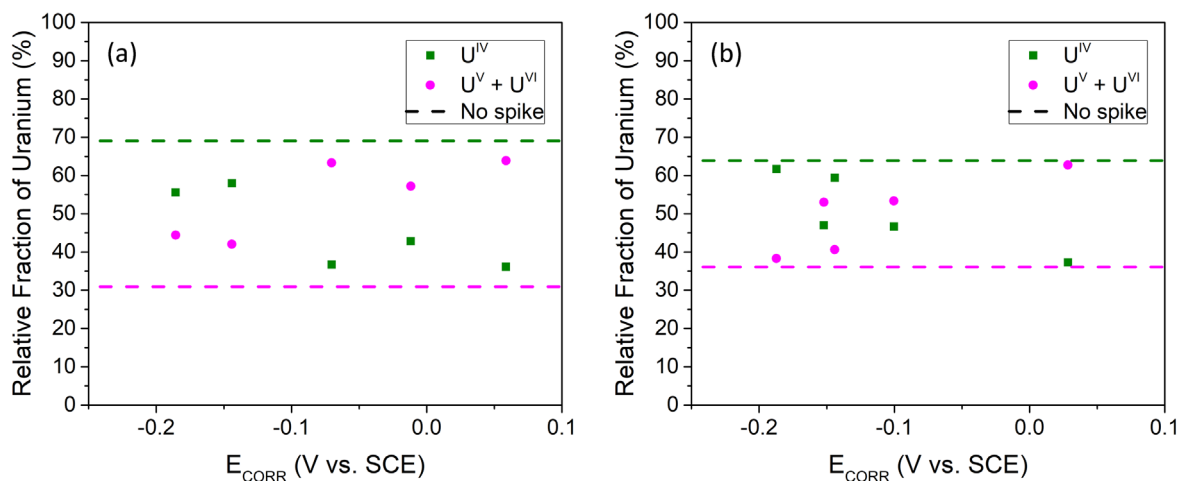 (a)
U^IV
U^V + U^VI
No spike
Relative Fraction of Uranium (%)
100
90
80
70
60
50
40
30
20
10
0
-0.2
-0.1
0.0
0.1
E_CORR (V vs. SCE)
(b)
U^IV
U^V + U^VI
No spike
Relative Fraction of Uranium (%)
100
90
80
70
60
50
40
30
20
10
0
-0.2
-0.1
0.0
0.1
E_CORR (V vs. SCE)